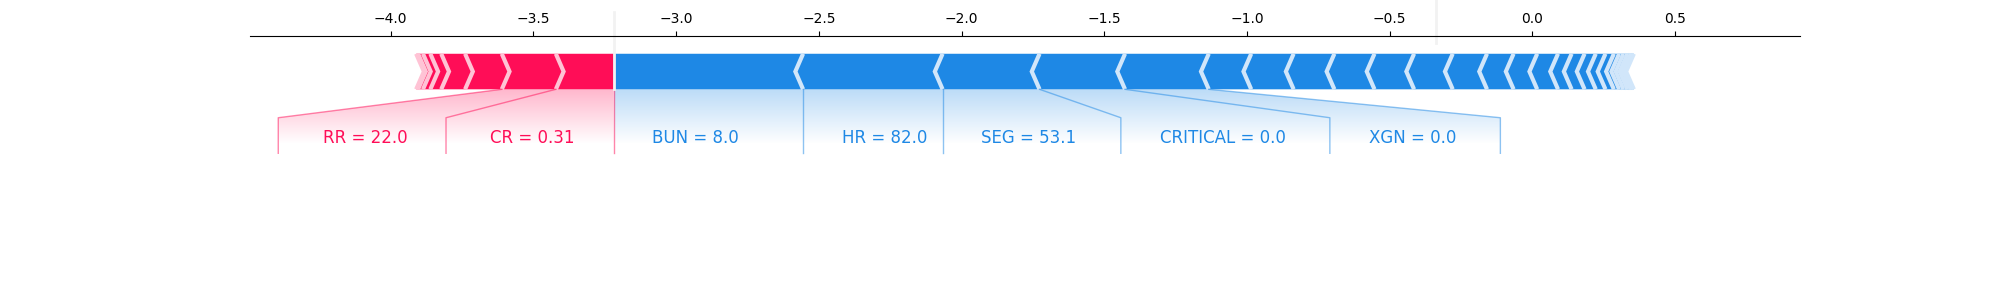 −4.0 −3.5 −3.0 −2.5 −2.0 −1.5 −1.0 −0.5 0.0 0.5
RR = 22.0 CR = 0.31 BUN = 8.0 HR = 82.0 SEG = 53.1 CRITICAL = 0.0 XGN = 0.0